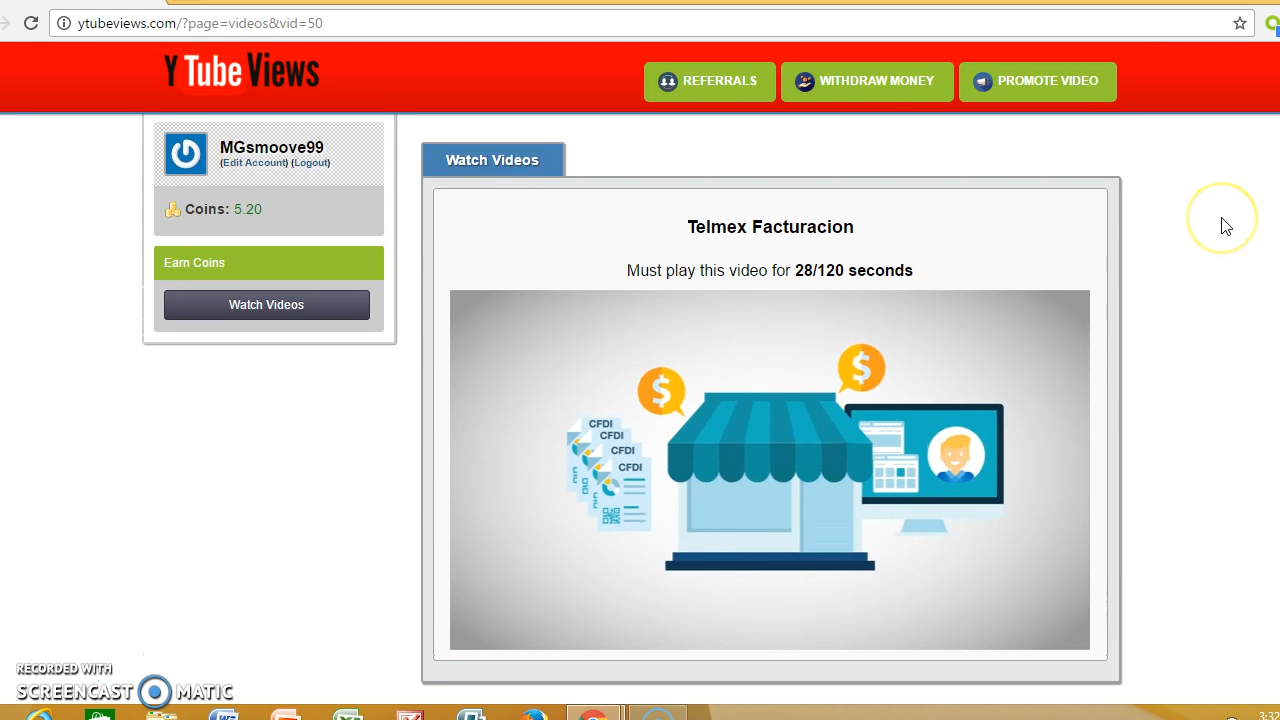 ytubeviews.com/?page=videos&vid=50
Y Tube Views
REFERRALS
WITHDRAW MONEY
PROMOTE VIDEO
MGsmoove99
(Edit Account) (Logout)
Coins: 5.20
Earn Coins
Watch Videos
Watch Videos
Telmex Facturacion
Must play this video for 28/120 seconds
$
$
CFDI
CFDI
CFDI
CFDI
RECORDED WITH
SCREENCAST MATIC